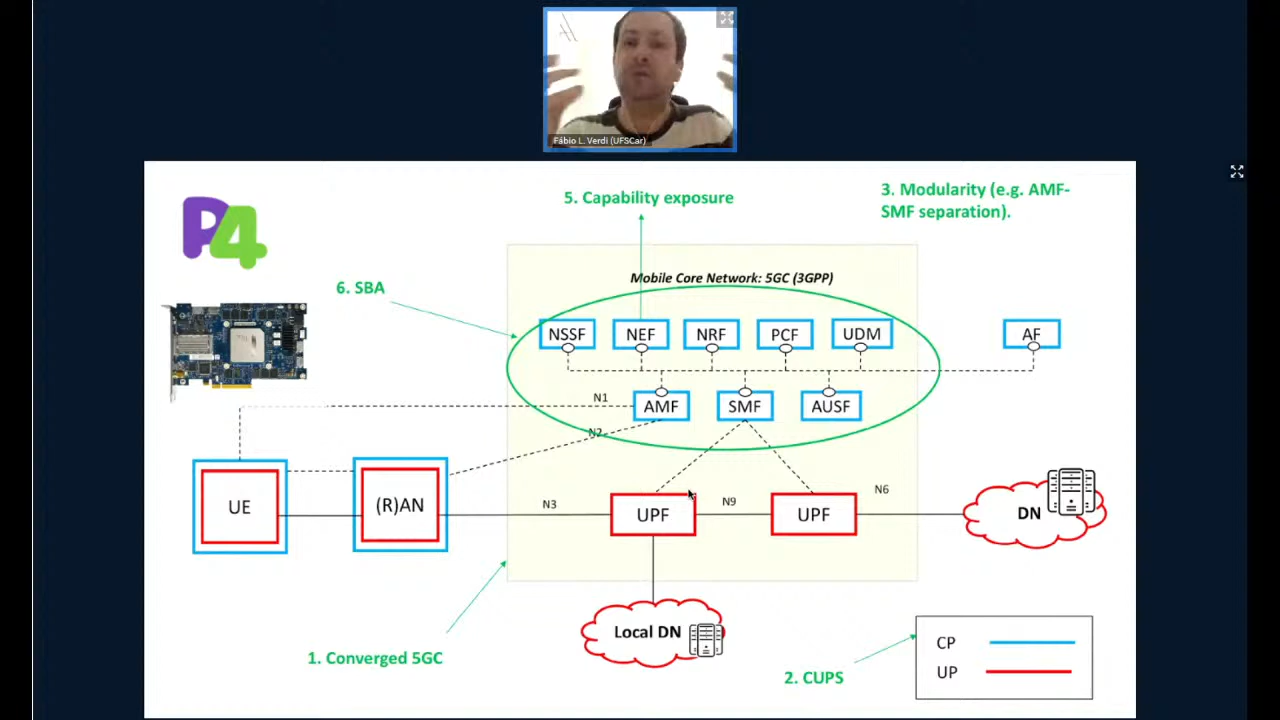 Fábio L. Verdi (UFSCar)
P4
5. Capability exposure
3. Modularity (e.g. AMF-
SMF separation).
6. SBA
Mobile Core Network: 5GC (3GPP)
NSSF
NEF
NRF
PCF
UDM
AF
N1
AMF
SMF
AUSF
N2
UE
(R)AN
N3
UPF
N9
UPF
N6
DN
Local DN
1. Converged 5GC
2. CUPS
CP
UP